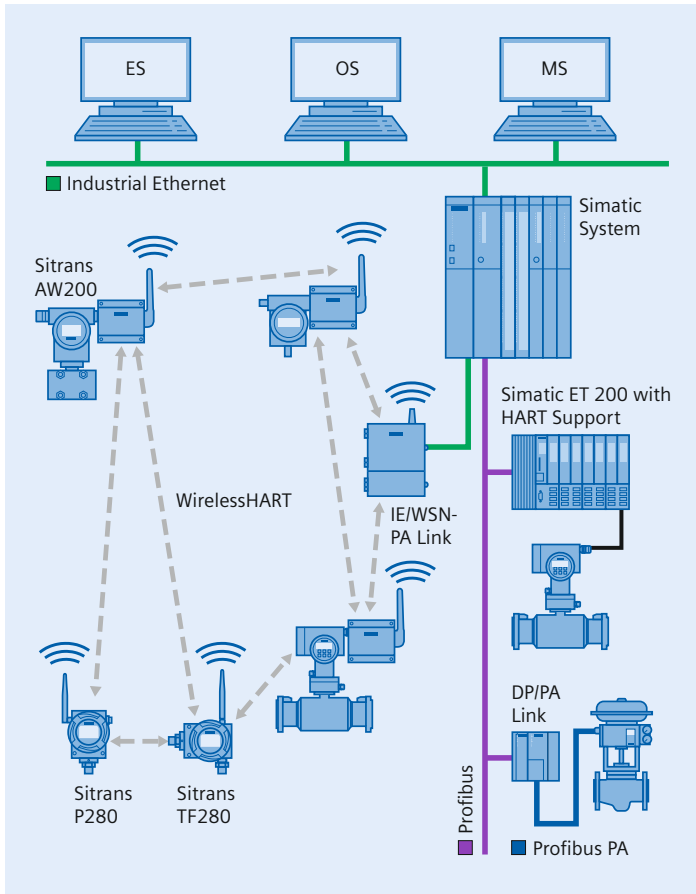 ES
OS
MS
Industrial Ethernet
Simatic
System
Sitrans
AW200
Simatic ET 200 with
HART Support
WirelessHART
IE/WSN-
PA Link
DP/PA
Link
Sitrans
P280
Sitrans
TF280
Profibus
Profibus PA